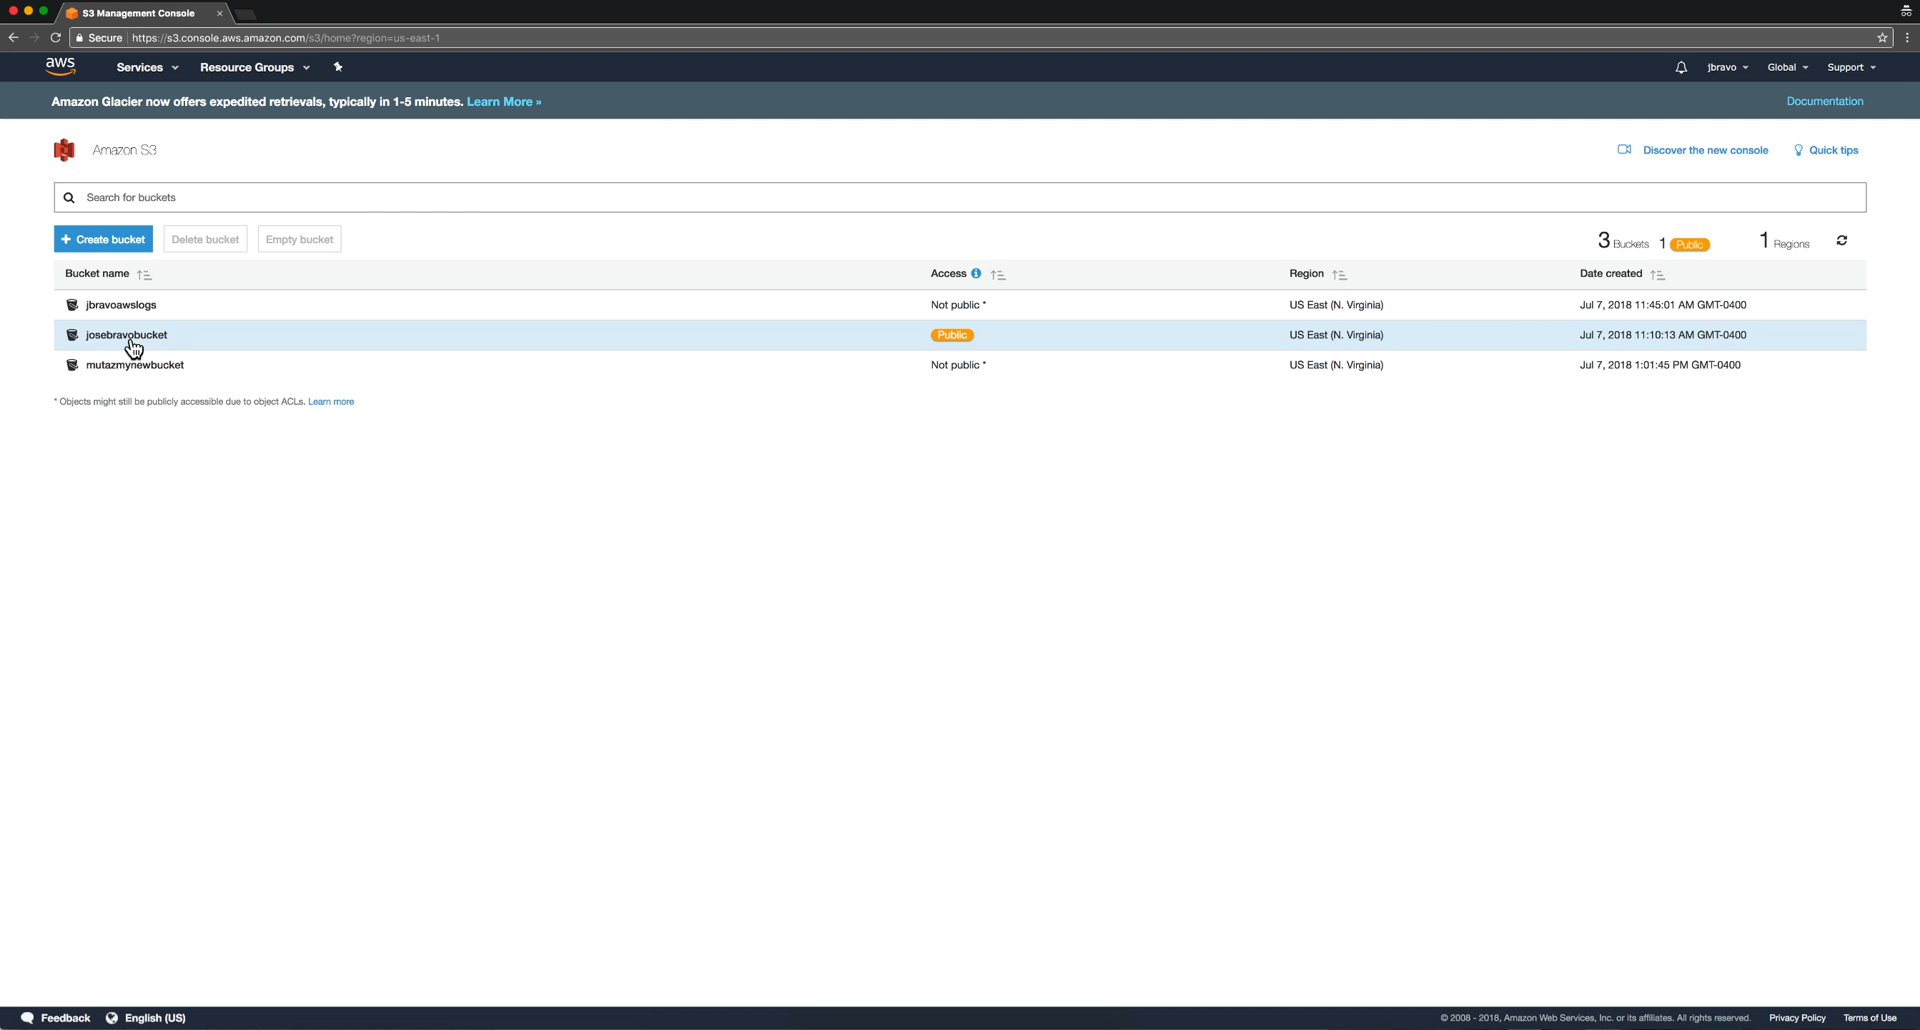 S3 Management Console
Secure https://s3.console.aws.amazon.com/s3/home?region=us-east-1
aws Services Resource Groups jbravo Global Support
Amazon Glacier now offers expedited retrievals, typically in 1-5 minutes. Learn More » Documentation
Amazon S3 Discover the new console Quick tips
Search for buckets
+ Create bucket Delete bucket Empty bucket 3 Buckets 1 Public 1 Regions
Bucket name Access Region Date created
jbravoawslogs Not public * US East (N. Virginia) Jul 7, 2018 11:45:01 AM GMT-0400
josebravobucket Public US East (N. Virginia) Jul 7, 2018 11:10:13 AM GMT-0400
mutazmynewbucket Not public * US East (N. Virginia) Jul 7, 2018 1:01:45 PM GMT-0400
* Objects might still be publicly accessible due to object ACLs. Learn more
Feedback English (US) © 2008 - 2018, Amazon Web Services, Inc. or its affiliates. All rights reserved. Privacy Policy Terms of Use